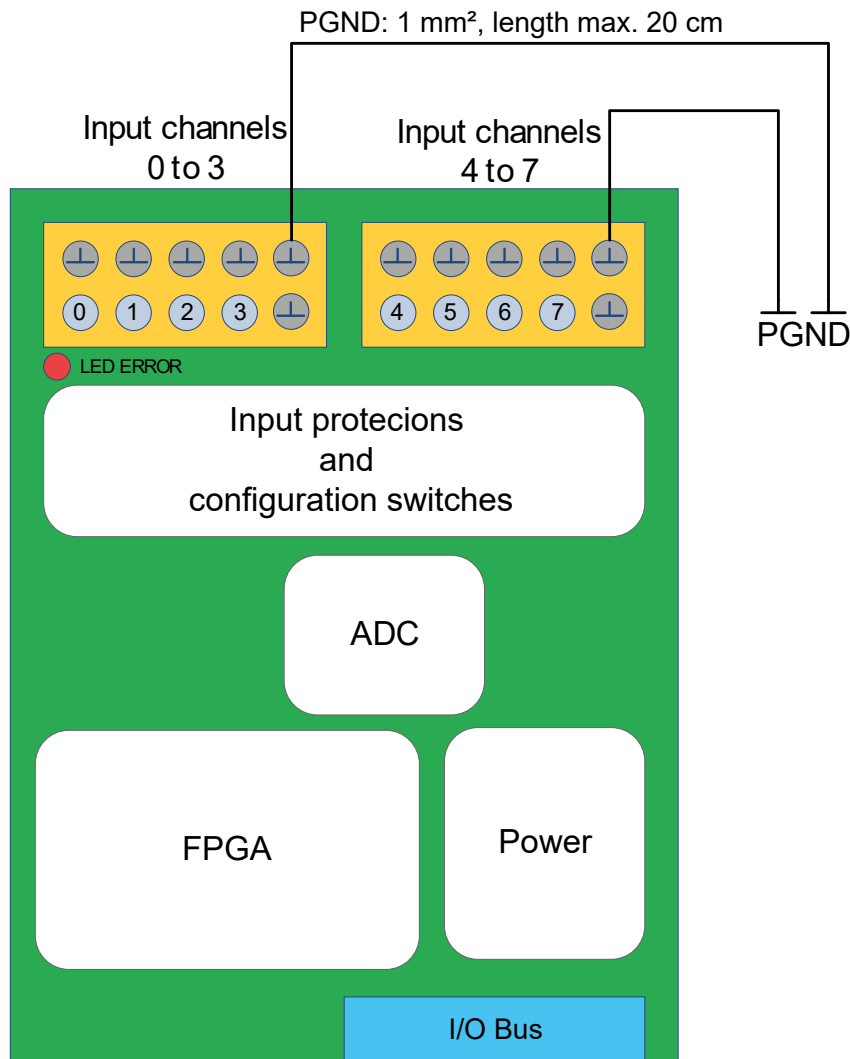 PGND: 1 mm², length max. 20 cm
Input channels
0 to 3
Input channels
4 to 7
0 1 2 3
4 5 6 7
PGND
LED ERROR
Input protecions
and
configuration switches
ADC
FPGA
Power
I/O Bus